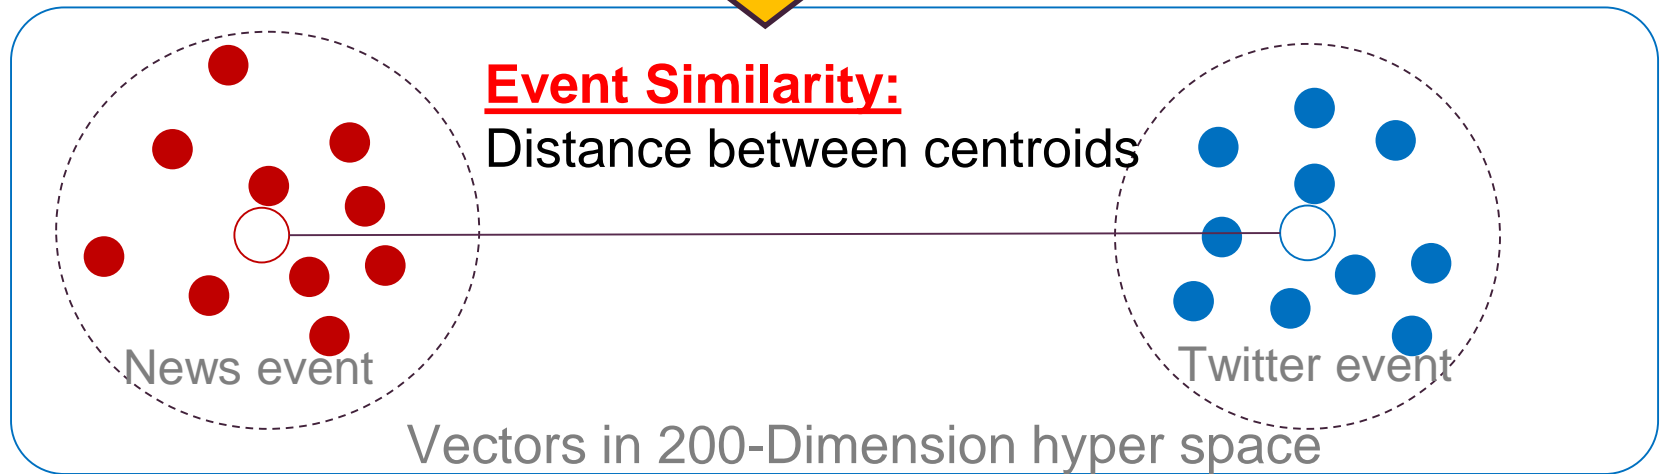 Event Similarity:
Distance between centroids
News event
Twitter event
Vectors in 200-Dimension hyper space